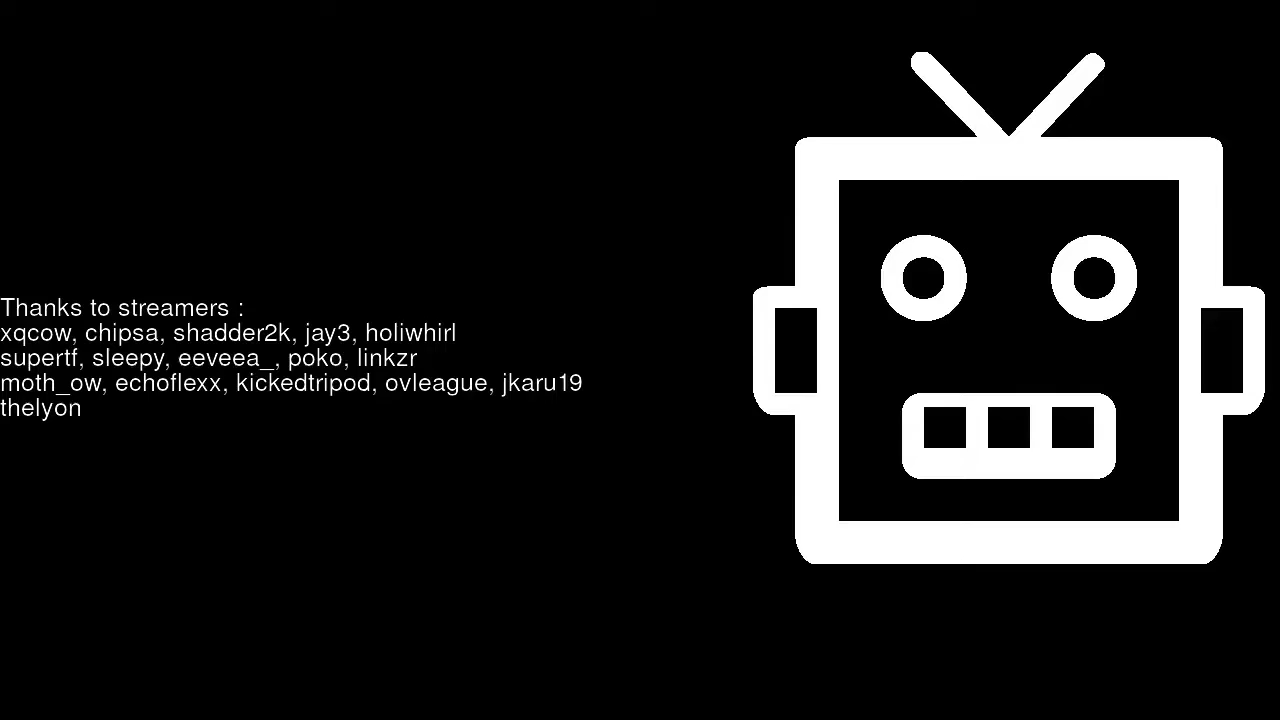 Thanks to streamers :
xqcow, chipsa, shadder2k, jay3, holiwhirl
supertf, sleepy, eeveea_, poko, linkzr
moth_ow, echoflexx, kickedtripod, ovleague, jkaru19
thelyon